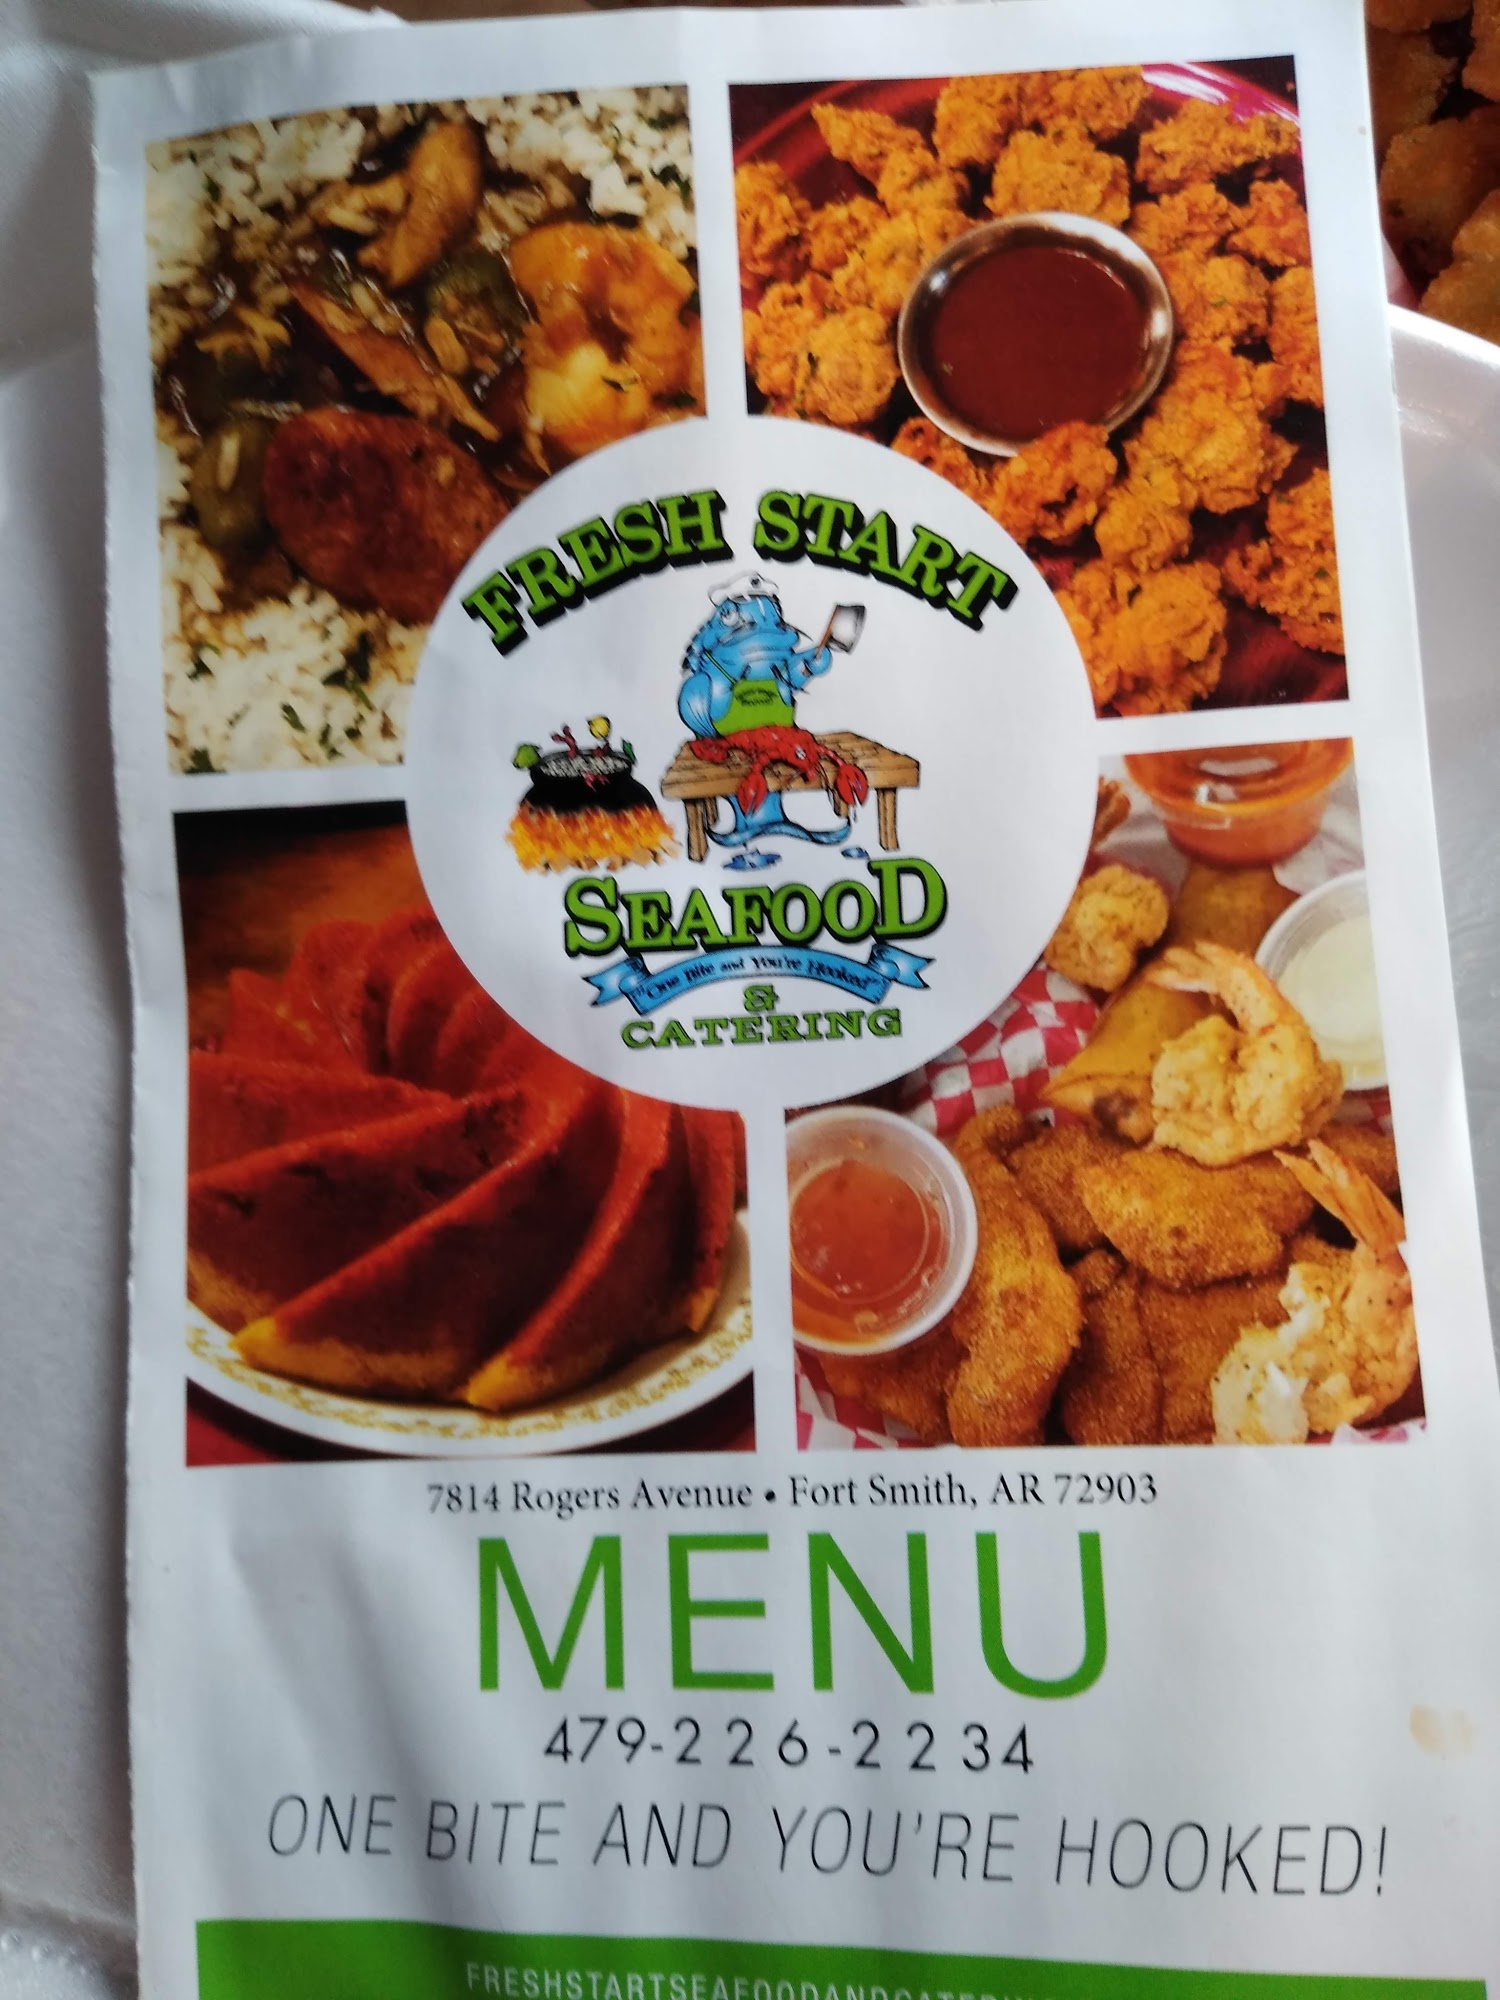 FRESH START
SEAFOOD
"One Bite and You're Hooked"
&
CATERING
7814 Rogers Avenue • Fort Smith, AR 72903
MENU
479-226-2234
ONE BITE AND YOU'RE HOOKED!